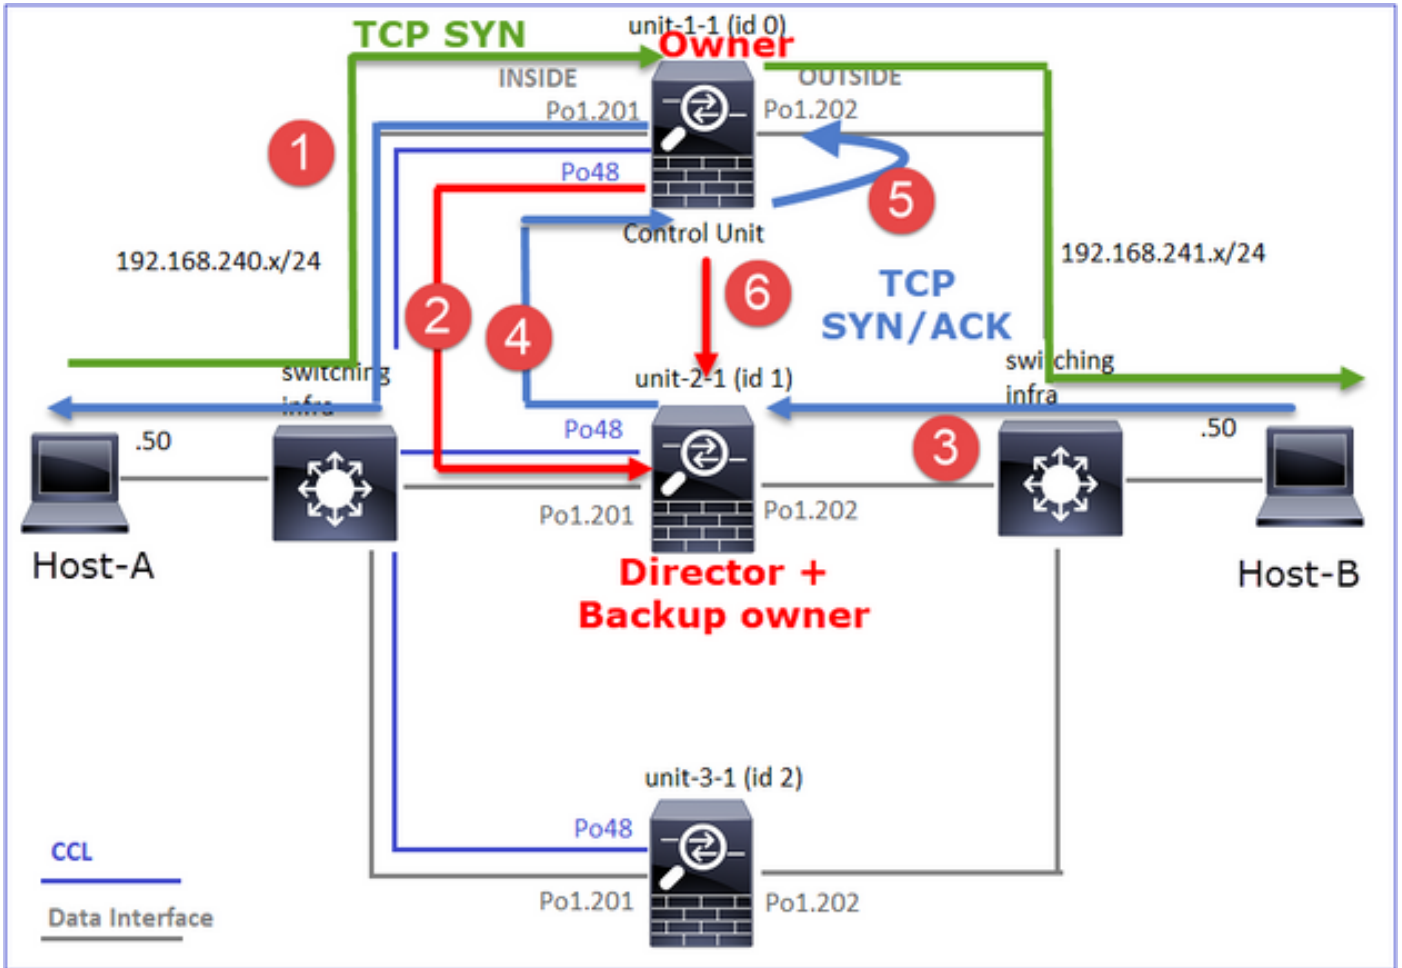 TCP SYN
unit-1-1 (id 0)
Owner
INSIDE
OUTSIDE
Po1.201
Po1.202
1
Po48
5
Control Unit
192.168.240.x/24
192.168.241.x/24
2
4
6
TCP
SYN/ACK
switching
infra
unit-2-1 (id 1)
switching
infra
.50
Po48
3
.50
Po1.201
Po1.202
Host-A
Host-B
Director +
Backup owner
unit-3-1 (id 2)
Po48
CCL
Po1.201
Po1.202
Data Interface